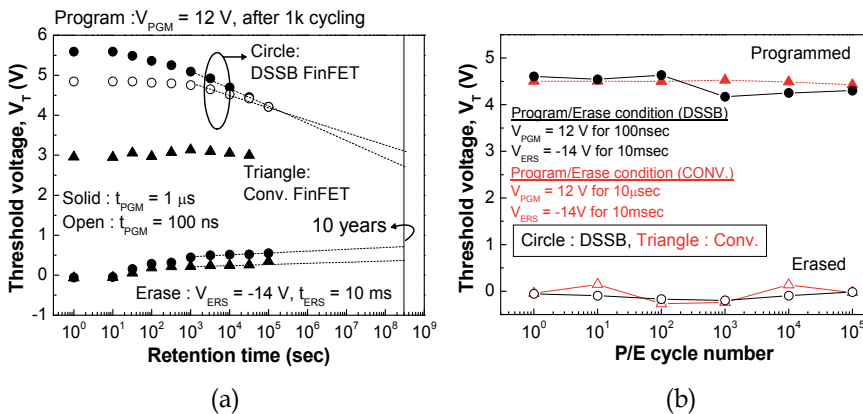 Program :V_PGM = 12 V, after 1k cycling
Threshold voltage, V_T (V)
6
5
4
3
2
1
0
-1
Circle:
DSSB FinFET
Triangle:
Conv. FinFET
Solid : t_PGM = 1 μs
Open : t_PGM = 100 ns
10 years
Erase : V_ERS = -14 V, t_ERS = 10 ms
10^0 10^1 10^2 10^3 10^4 10^5 10^6 10^7 10^8 10^9
Retention time (sec)
(a)
Threshold voltage, V_T (V)
5
4
3
2
1
0
Programmed
Program/Erase condition (DSSB)
V_PGM = 12 V for 100nsec
V_ERS = -14 V for 10msec
Program/Erase condition (CONV.)
V_PGM = 12 V for 10μsec
V_ERS = -14V for 10msec
Circle : DSSB, Triangle : Conv.
Erased
10^0 10^1 10^2 10^3 10^4 10^5
P/E cycle number
(b)